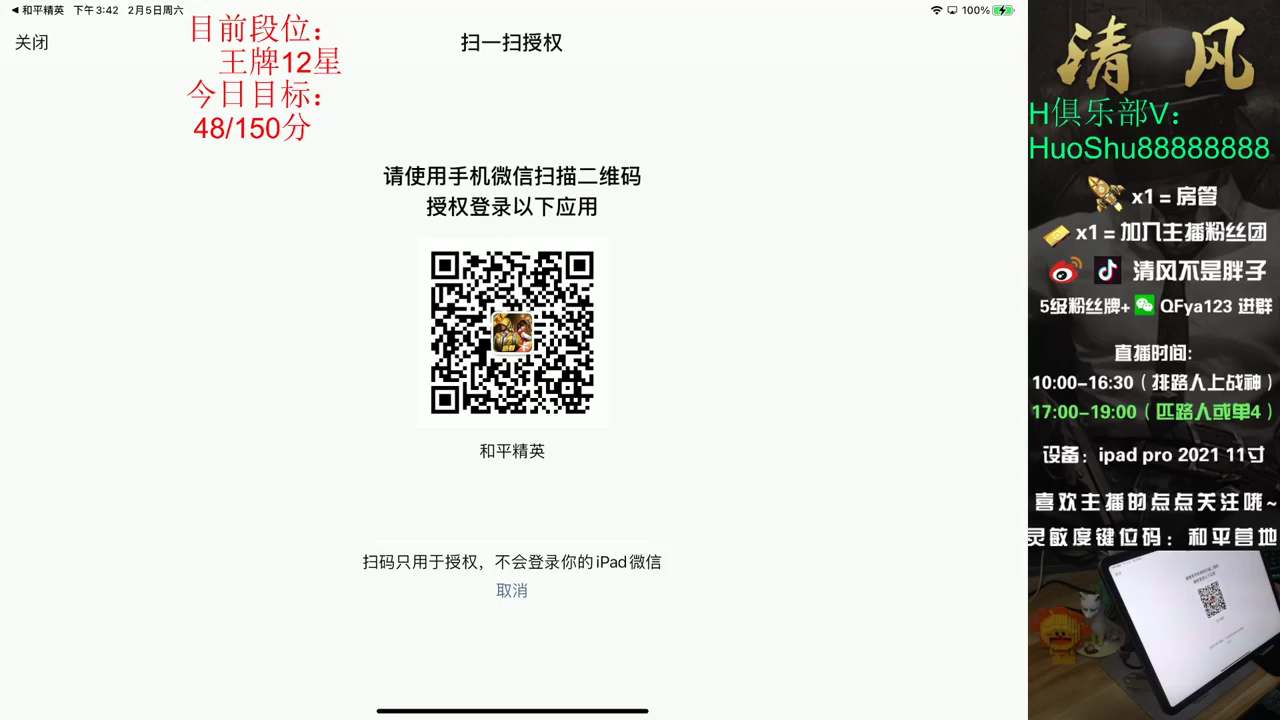 和平精英 下午3:42 2月5日周六
100%
关闭
扫一扫授权
目前段位：
王牌12星
今日目标：
48/150分
请使用手机微信扫描二维码
授权登录以下应用
和平精英
扫码只用于授权，不会登录你的iPad微信
取消
清 风
H俱乐部V：
HuoShu88888888
x1 = 房管
x1 = 加入主播粉丝团
清风不是胖子
5级粉丝牌+ QFya123 进群
直播时间:
10:00-16:30（排路人上战神）
17:00-19:00（匹路人或单4）
设备：ipad pro 2021 11寸
喜欢主播的点点关注哦~
灵敏度键位码：和平营地